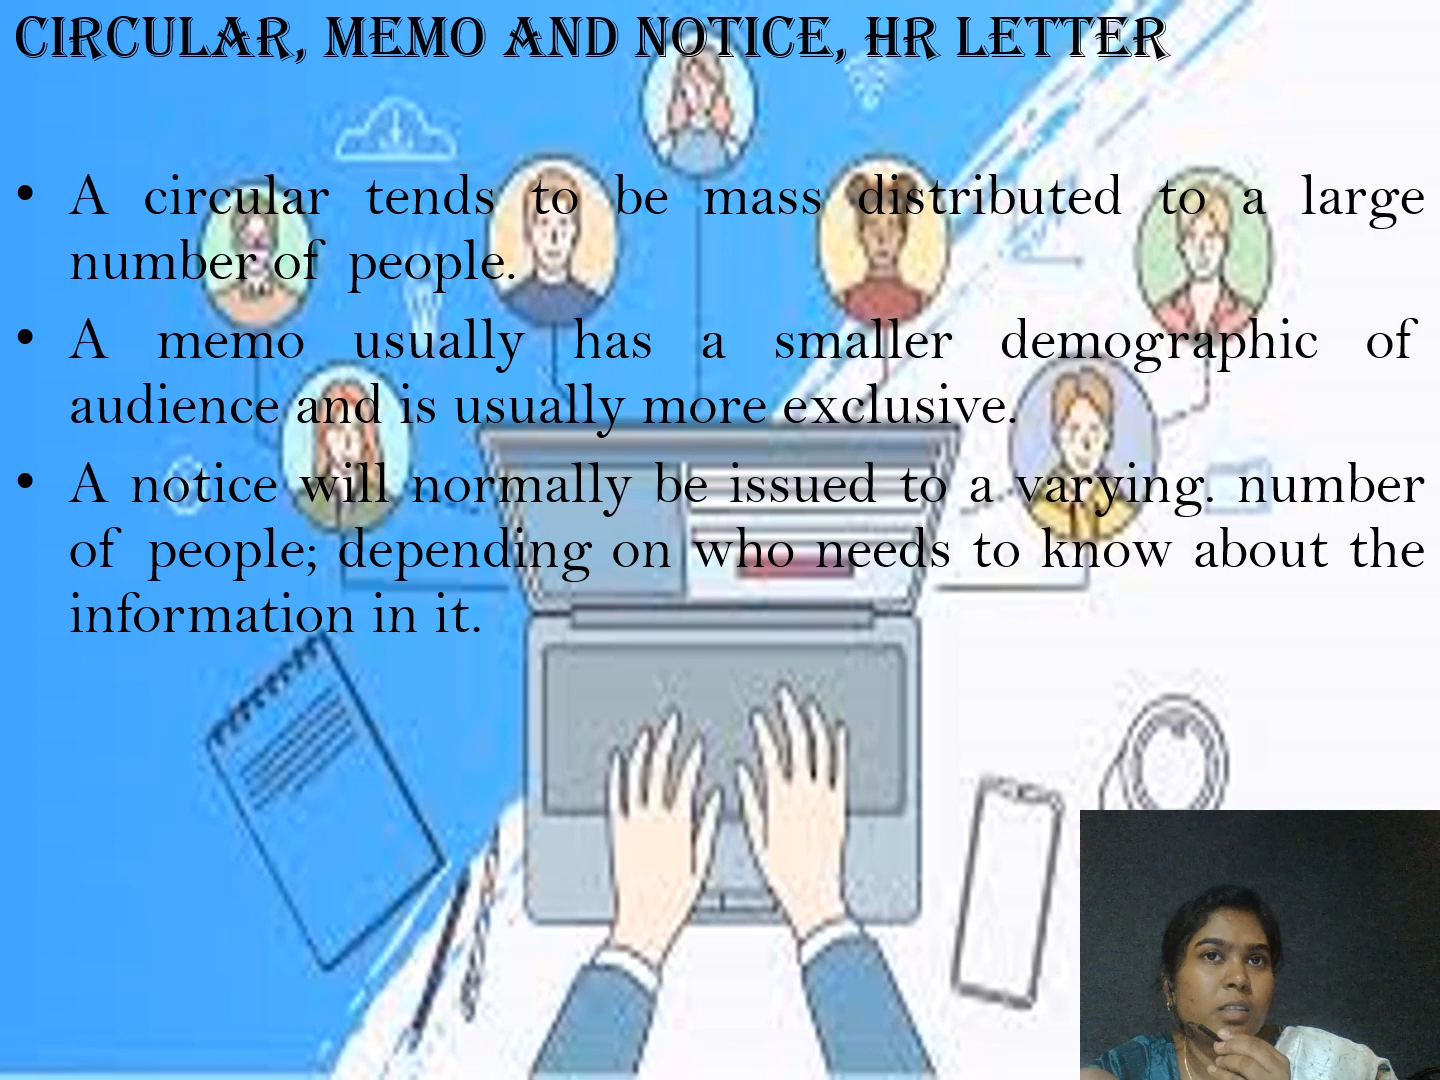 CIRCULAR, MEMO AND NOTICE, HR LETTER
• A circular tends to be mass distributed to a large
number of people.
• A memo usually has a smaller demographic of
audience and is usually more exclusive.
• A notice will normally be issued to a varying. number
of people; depending on who needs to know about the
information in it.